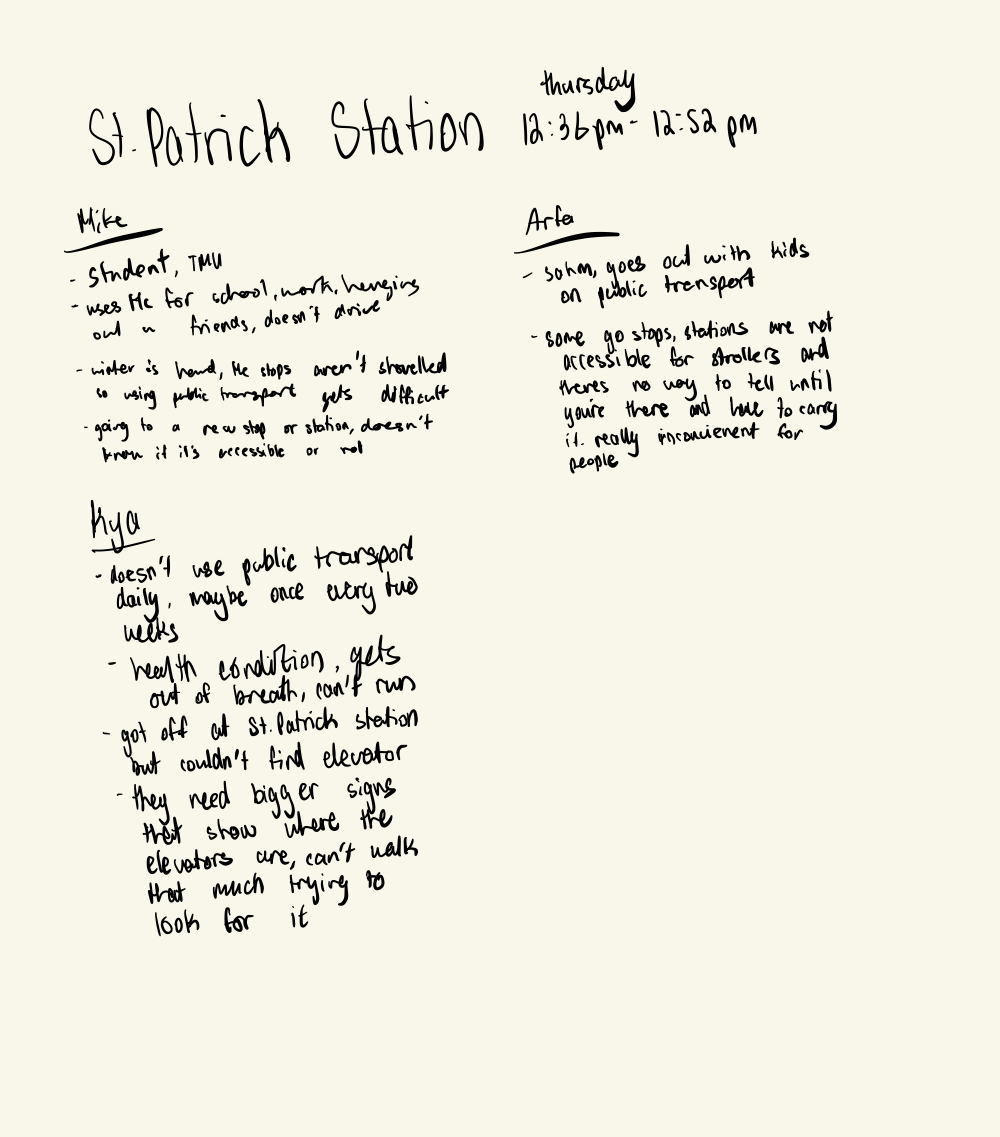 thursday
St. Patrick Station 12:36pm - 12:52 pm
Mike
- student, TMU
- uses ttc for school, work, hanging
out w friends, doesn't drive
- winter is hard, ttc stops aren't shovelled
so using public transport gets difficult
- going to a new stop or station, doesn't
know if it's accessible or not
Arfa
- sahm, goes out with kids
on public transport
- some go stops, stations are not
accessible for strollers and
theres no way to tell until
you're there and have to carry
it. really inconvienent for
people
Kya
- doesn't use public transport
daily, maybe once every two
weeks
- health condition, gets
out of breath, can't run
- got off at St. Patrick station
but couldn't find elevator
- they need bigger signs
that show where the
elevators are, can't walk
that much trying to
look for it